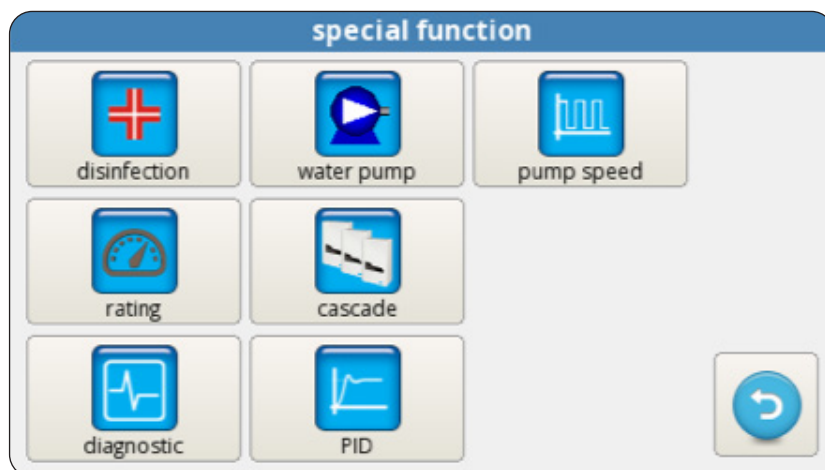 special function
disinfection
water pump
pump speed
rating
cascade
diagnostic
PID